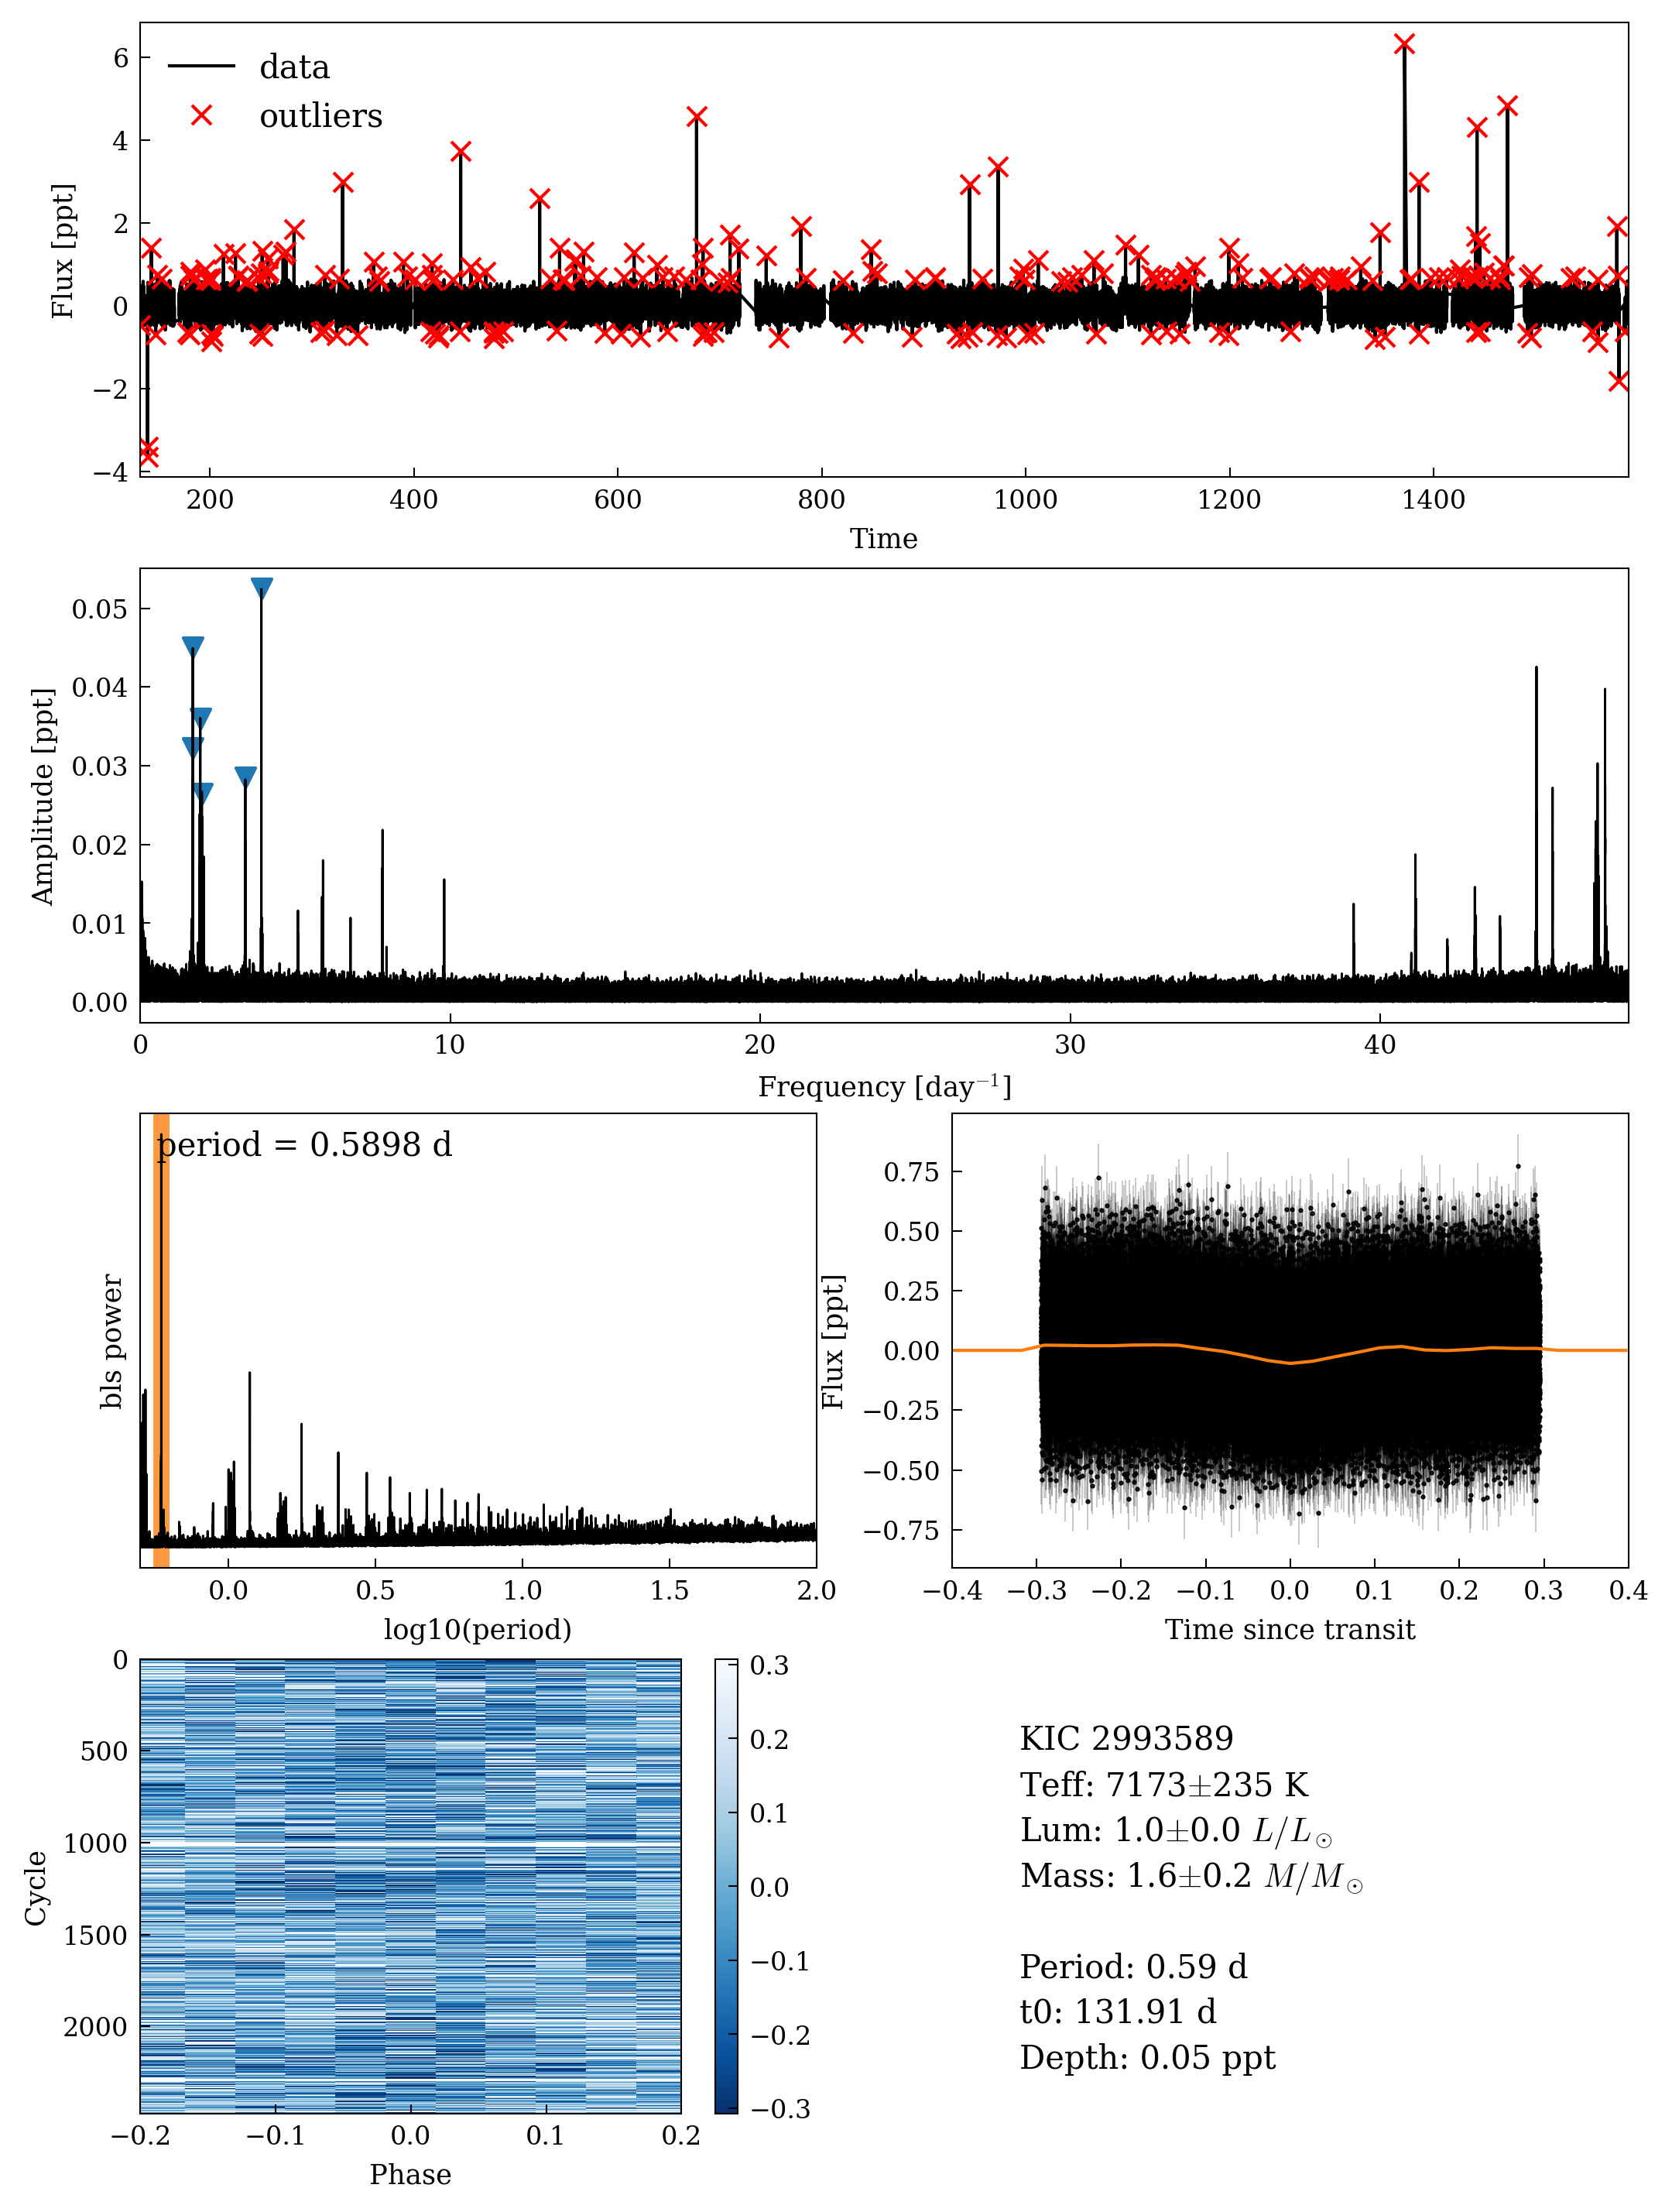 6
4
2
0
−2
−4
Flux [ppt]
data
outliers
200 400 600 800 1000 1200 1400
Time
0.05
0.04
0.03
0.02
0.01
0.00
Amplitude [ppt]
0 10 20 30 40
Frequency [day⁻¹]
period = 0.5898 d
bls power
0.0 0.5 1.0 1.5 2.0
log10(period)
0.75
0.50
0.25
0.00
−0.25
−0.50
−0.75
Flux [ppt]
−0.4 −0.3 −0.2 −0.1 0.0 0.1 0.2 0.3 0.4
Time since transit
0
500
1000
1500
2000
Cycle
−0.2 −0.1 0.0 0.1 0.2
Phase
0.3
0.2
0.1
0.0
−0.1
−0.2
−0.3
KIC 2993589
Teff: 7173±235 K
Lum: 1.0±0.0 L/L⊙
Mass: 1.6±0.2 M/M⊙
Period: 0.59 d
t0: 131.91 d
Depth: 0.05 ppt